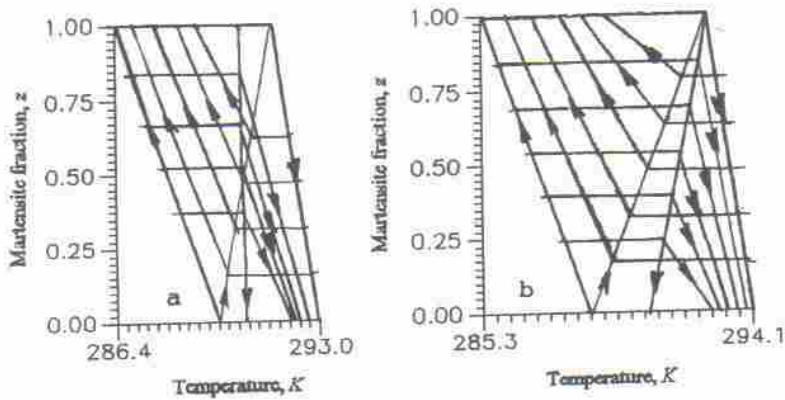 1.00
0.75
0.50
0.25
0.00
Martensite fraction, z
a
286.4
293.0
Temperature, K
1.00
0.75
0.50
0.25
0.00
Martensite fraction, z
b
285.3
294.1
Temperature, K